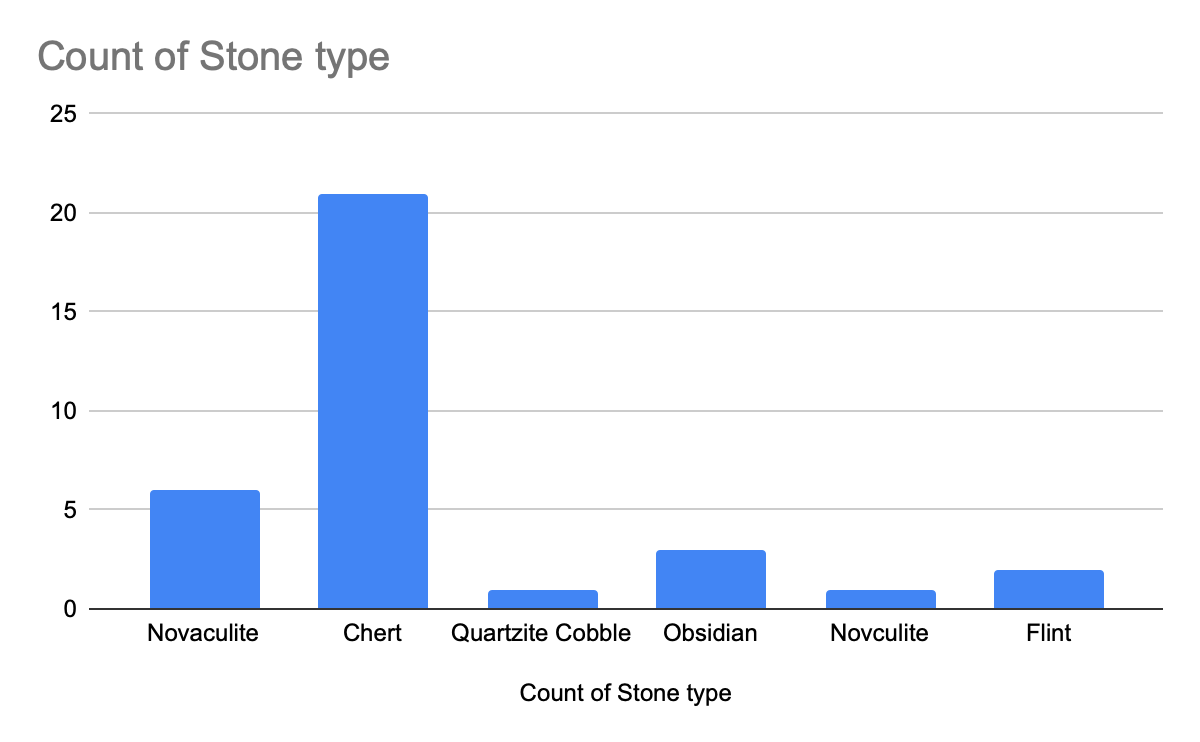 Count of Stone type
25
20
15
10
5
0
Novaculite Chert Quartzite Cobble Obsidian Novculite Flint
Count of Stone type